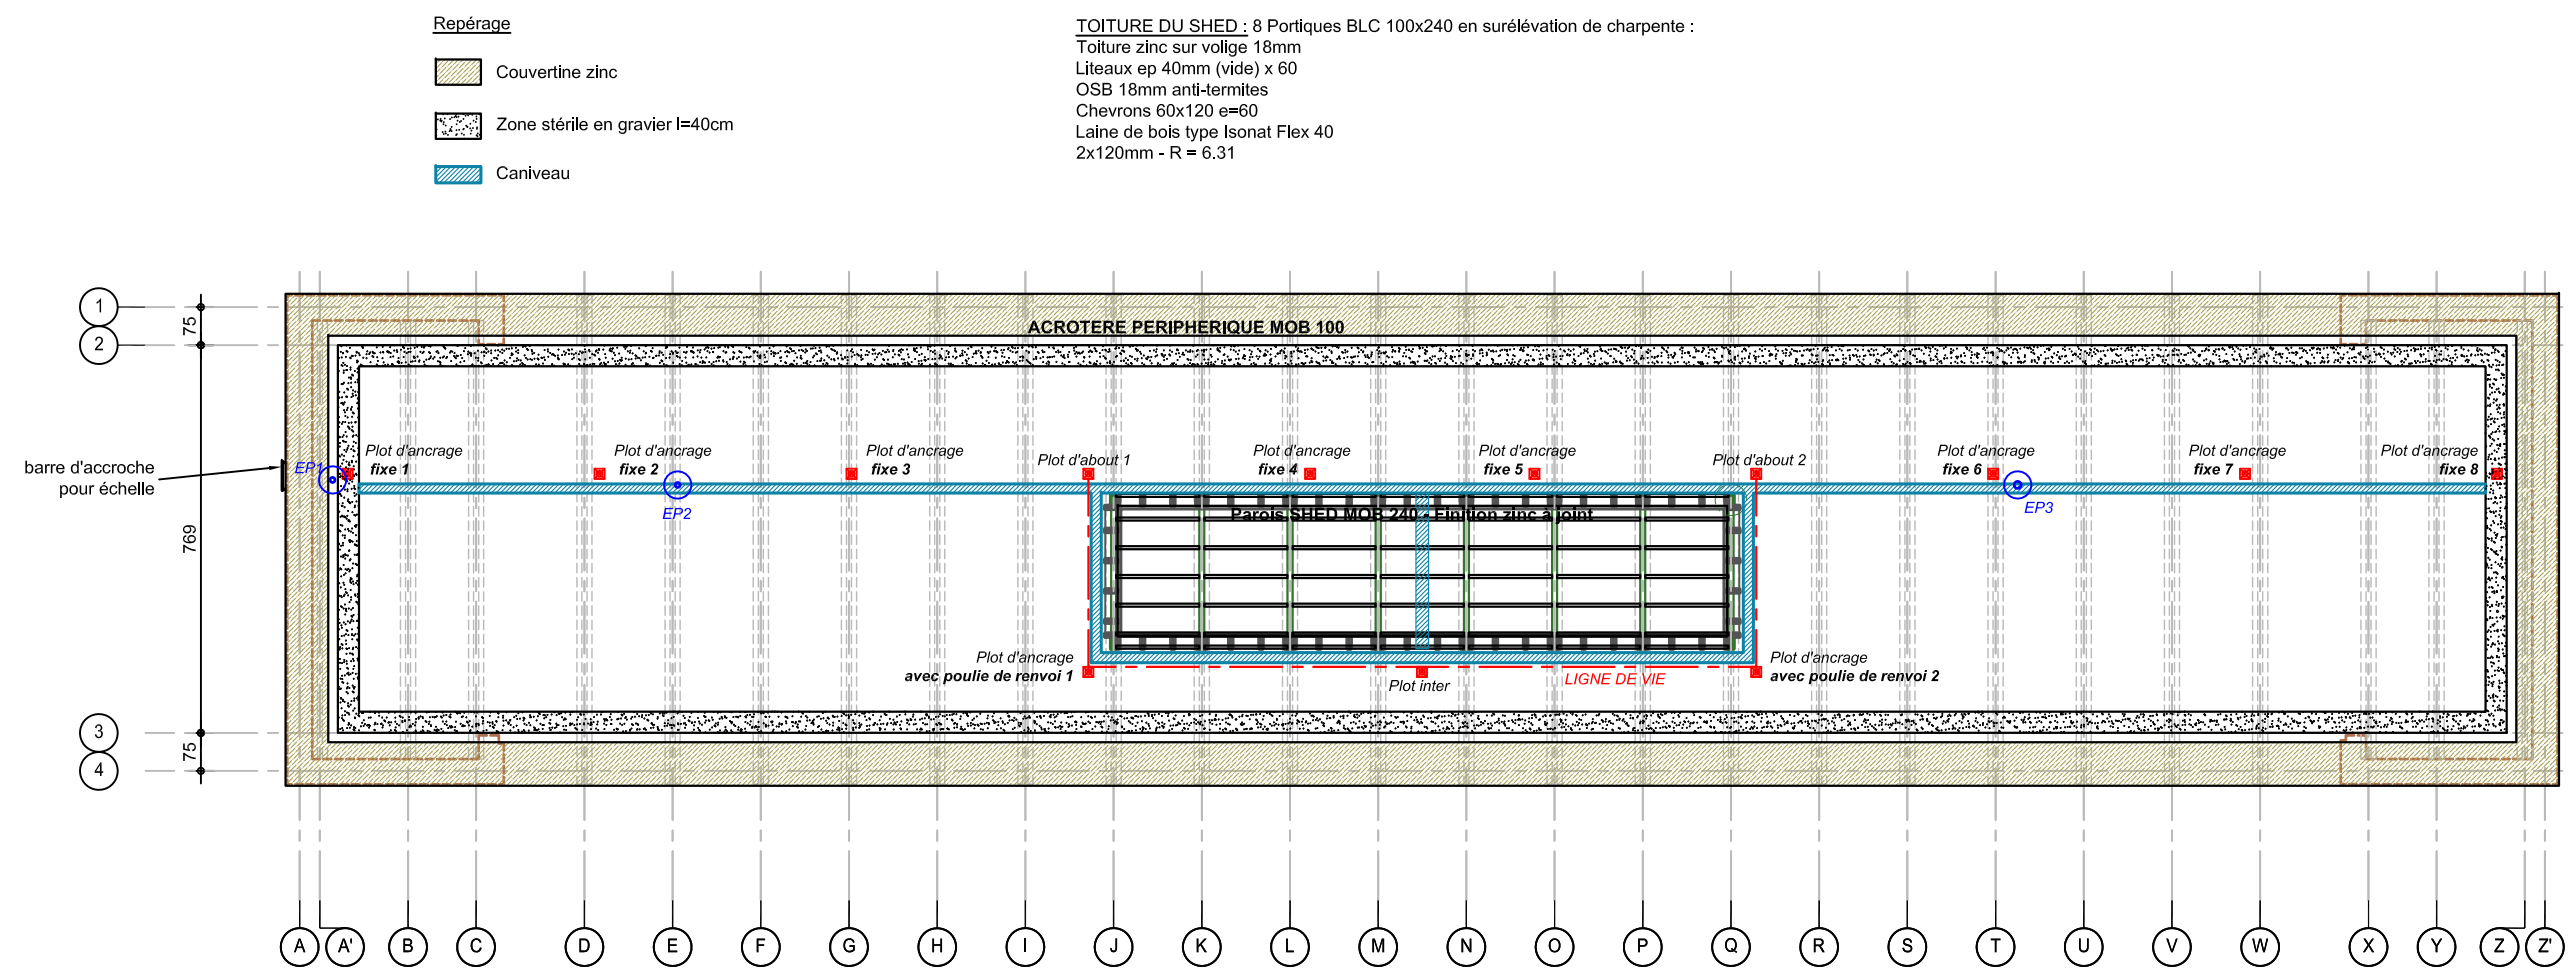 Repérage
Couvertine zinc
Zone stérile en gravier l=40cm
Caniveau
TOITURE DU SHED : 8 Portiques BLC 100x240 en surélévation de charpente :
Toiture zinc sur volige 18mm
Liteaux ep 40mm (vide) x 60
OSB 18mm anti-termites
Chevrons 60x120 e=60
Laine de bois type Isonat Flex 40
2x120mm - R = 6.31
1
75
2
ACROTERE PERIPHERIQUE MOB 100
barre d'accroche
pour échelle
EP1
Plot d'ancrage
fixe 1
Plot d'ancrage
fixe 2
EP2
Plot d'ancrage
fixe 3
Plot d'about 1
Plot d'ancrage
fixe 4
Plot d'ancrage
fixe 5
Plot d'about 2
Plot d'ancrage
fixe 6
EP3
Plot d'ancrage
fixe 7
Plot d'ancrage
fixe 8
769
Parois SHED MOB 240 - Finition zinc à joint
Plot d'ancrage
avec poulie de renvoi 1
Plot inter
LIGNE DE VIE
Plot d'ancrage
avec poulie de renvoi 2
3
75
4
A A' B C D E F G H I J K L M N O P Q R S T U V W X Y Z Z'